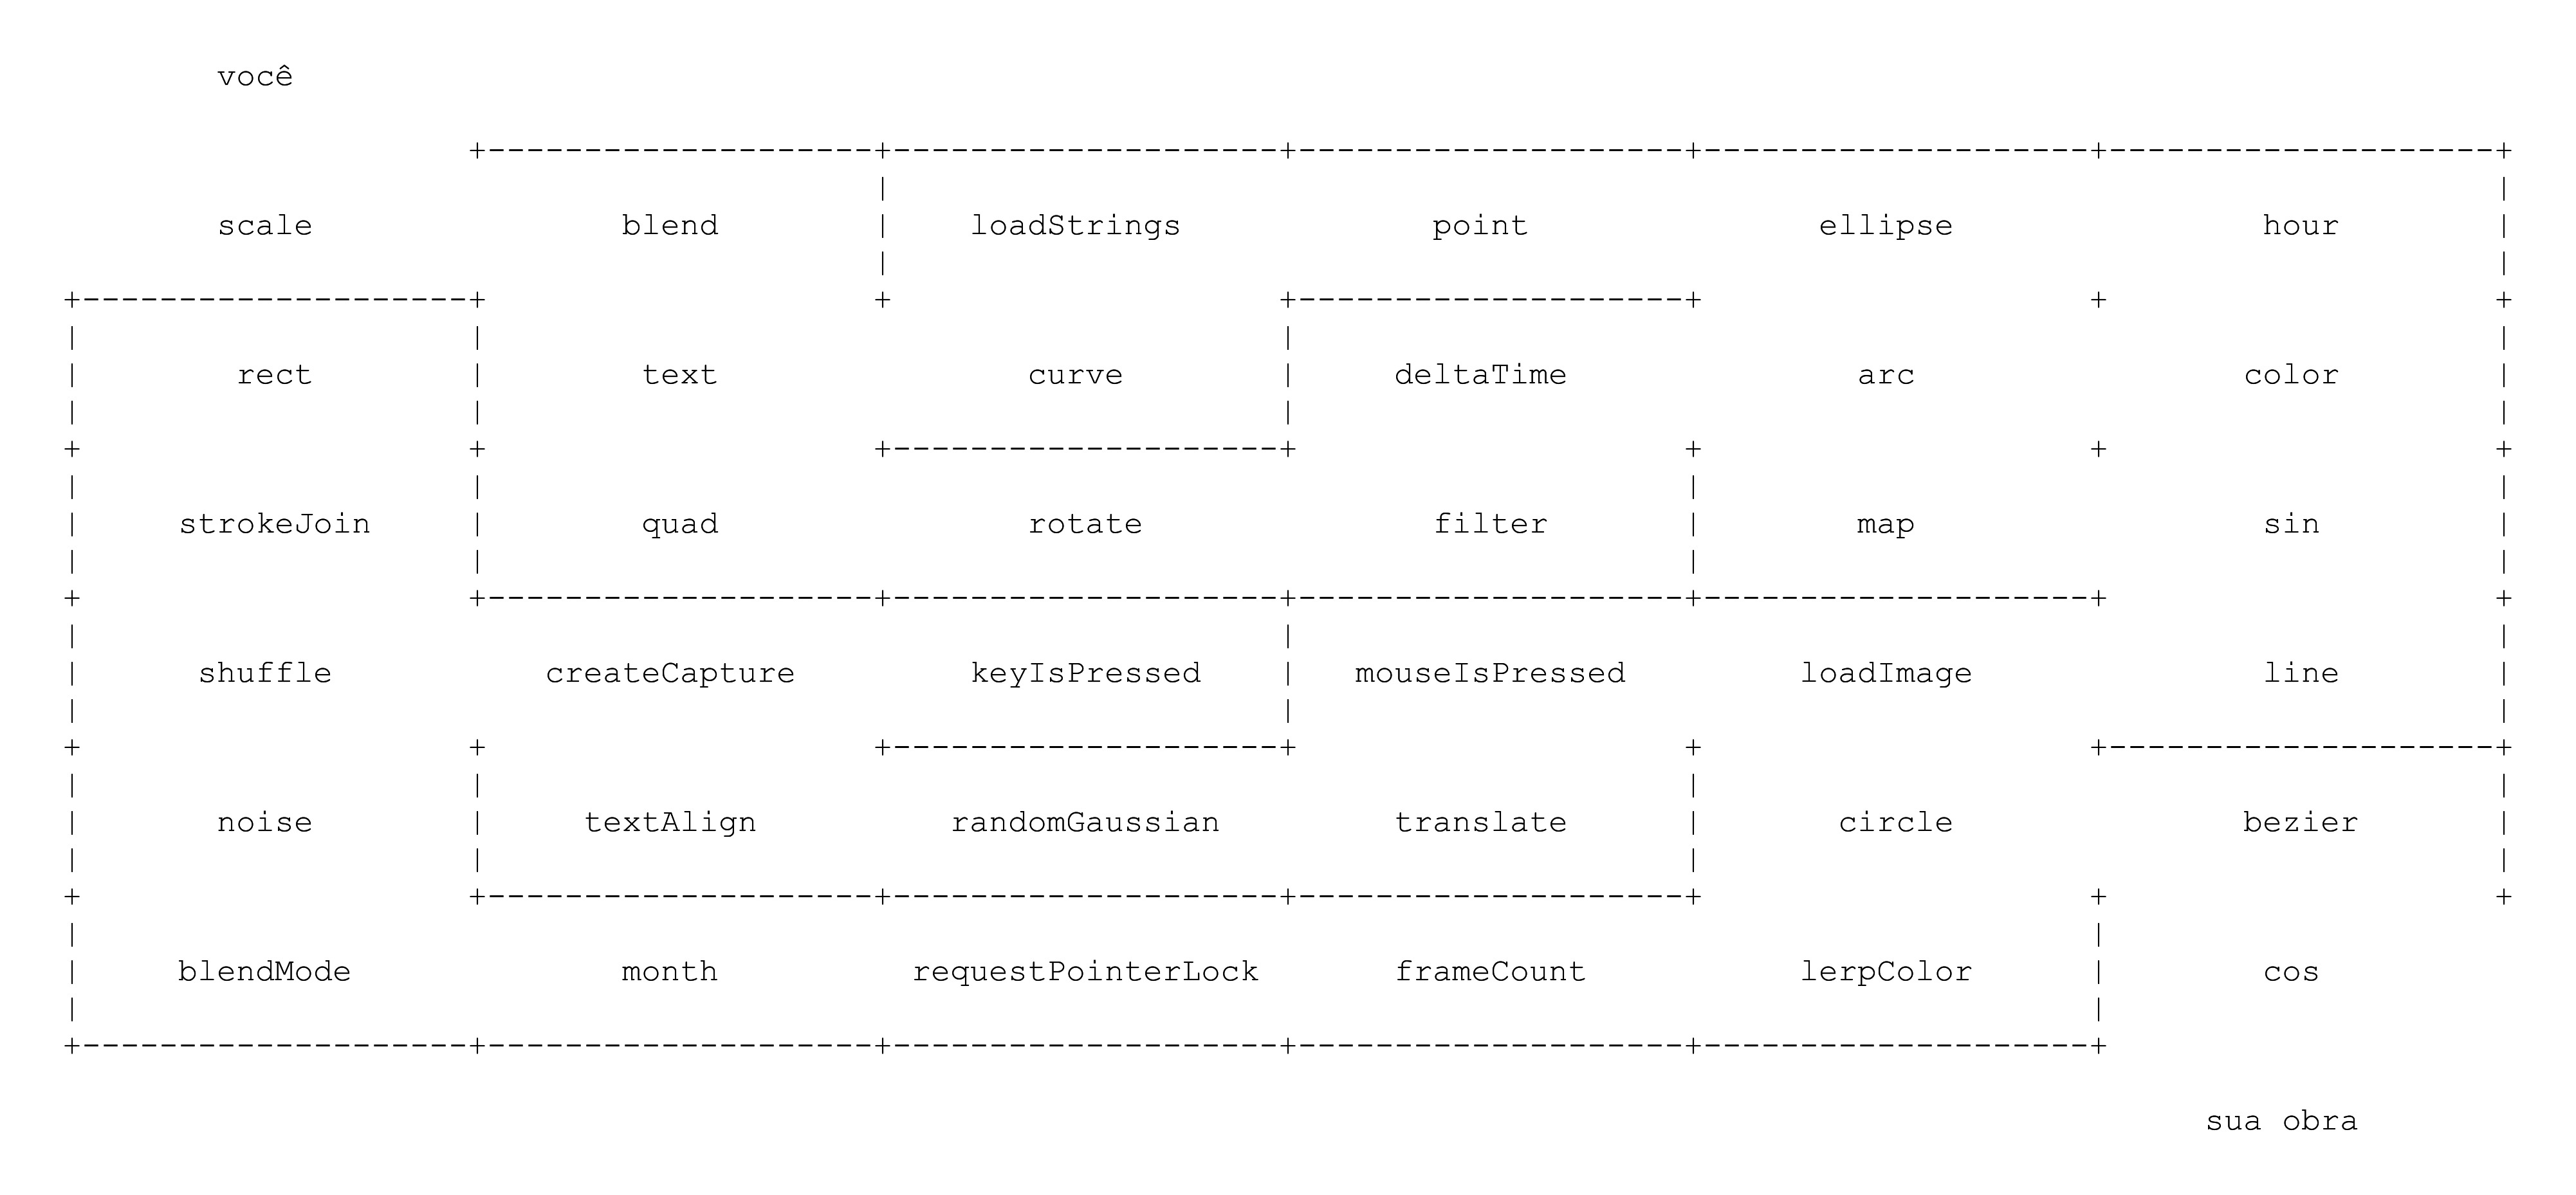 você
scale blend loadStrings point ellipse hour
rect text curve deltaTime arc color
strokeJoin quad rotate filter map sin
shuffle createCapture keyIsPressed mouseIsPressed loadImage line
noise textAlign randomGaussian translate circle bezier
blendMode month requestPointerLock frameCount lerpColor cos
sua obra